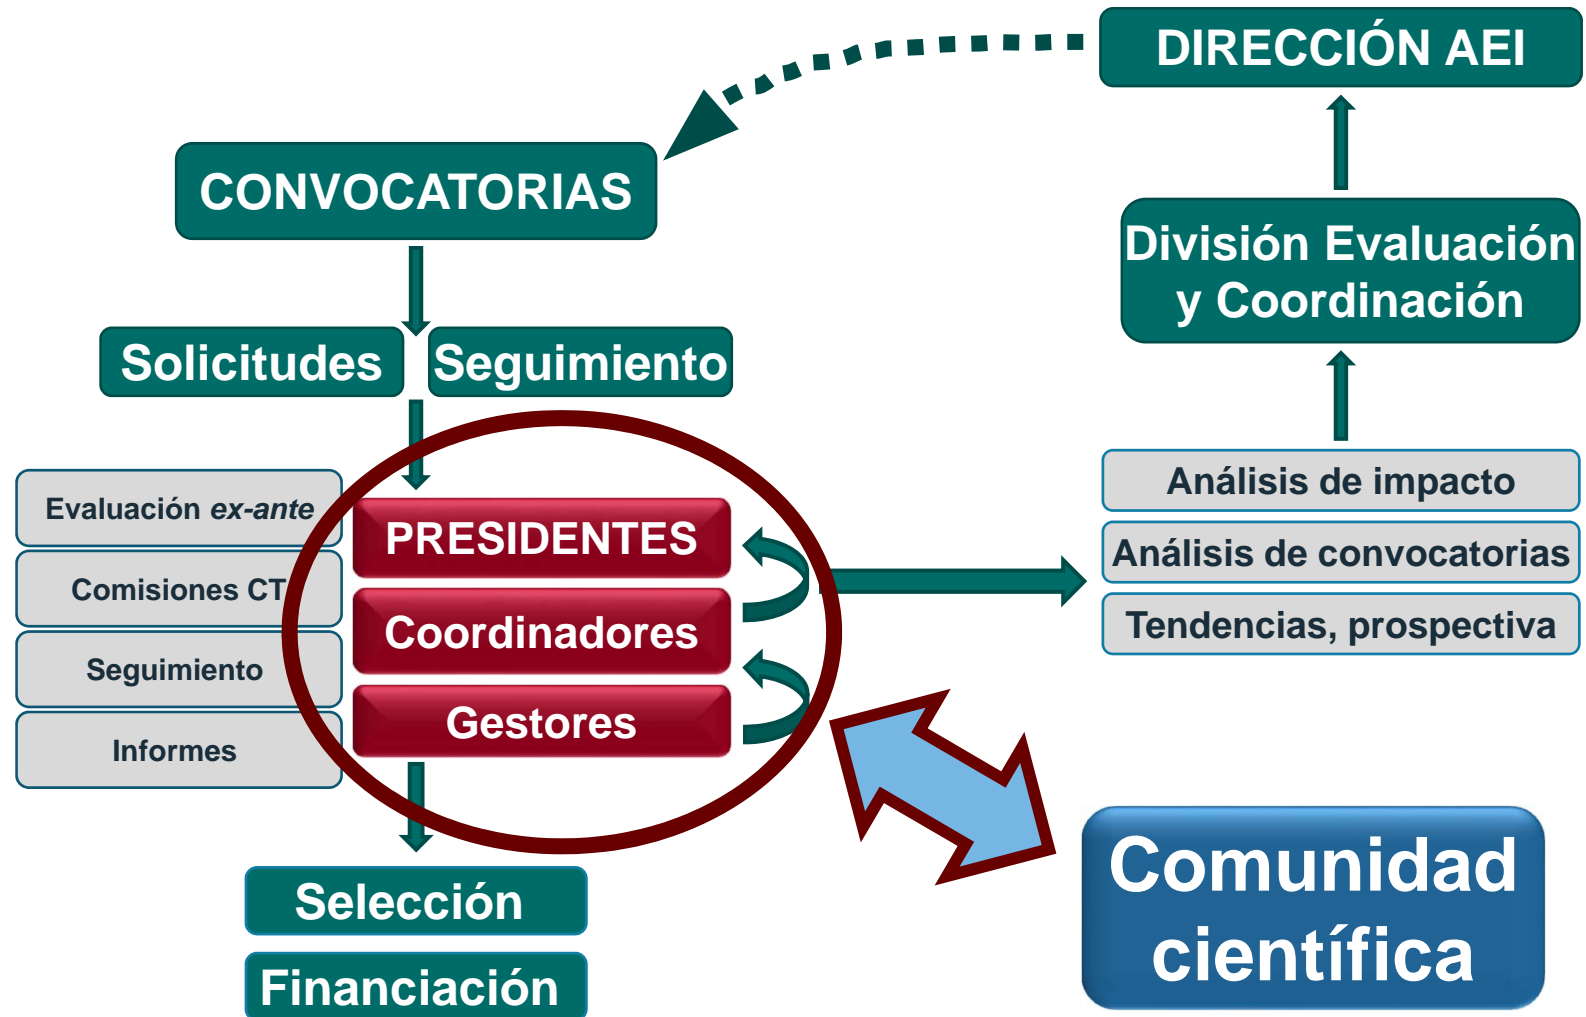 DIRECCIÓN AEI
CONVOCATORIAS
División Evaluación
y Coordinación
Solicitudes
Seguimiento
Evaluación ex-ante
Comisiones CT
Seguimiento
Informes
PRESIDENTES
Coordinadores
Gestores
Análisis de impacto
Análisis de convocatorias
Tendencias, prospectiva
Selección
Financiación
Comunidad
científica